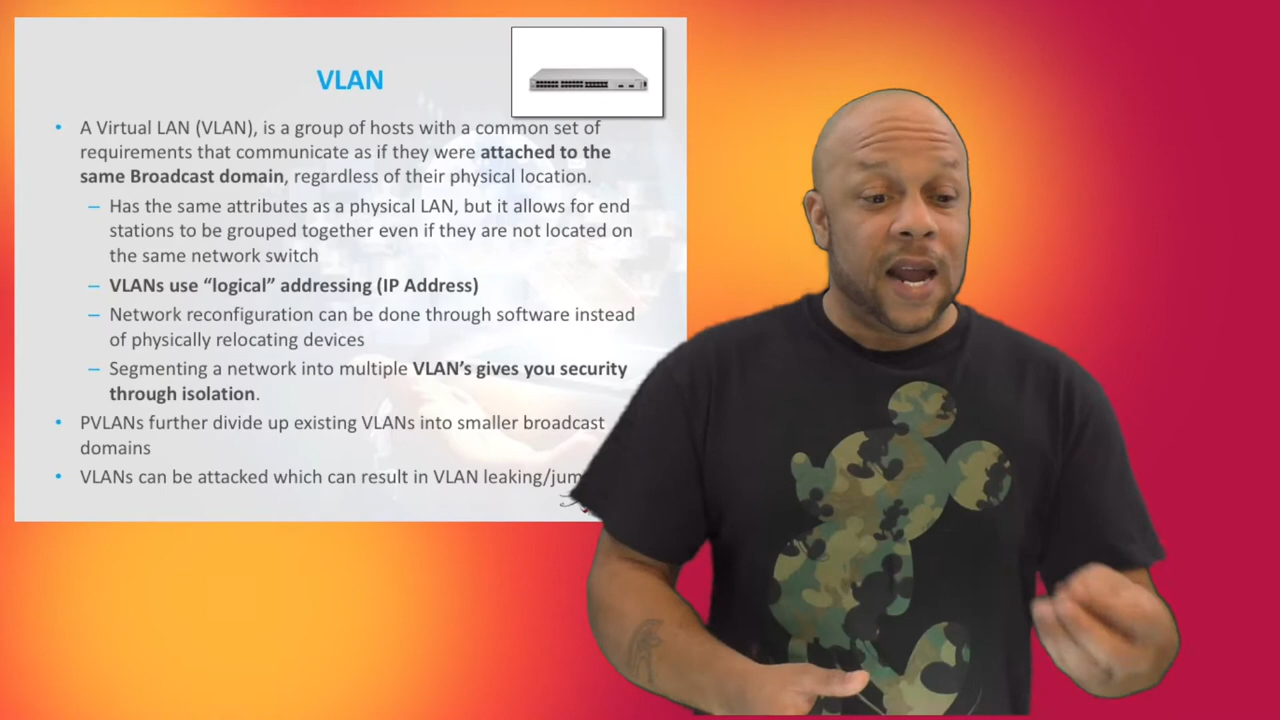 VLAN
• A Virtual LAN (VLAN), is a group of hosts with a common set of
requirements that communicate as if they were attached to the
same Broadcast domain, regardless of their physical location.
– Has the same attributes as a physical LAN, but it allows for end
stations to be grouped together even if they are not located on
the same network switch
– VLANs use “logical” addressing (IP Address)
– Network reconfiguration can be done through software instead
of physically relocating devices
– Segmenting a network into multiple VLAN’s gives you security
through isolation.
• PVLANs further divide up existing VLANs into smaller broadcast
domains
• VLANs can be attacked which can result in VLAN leaking/jum